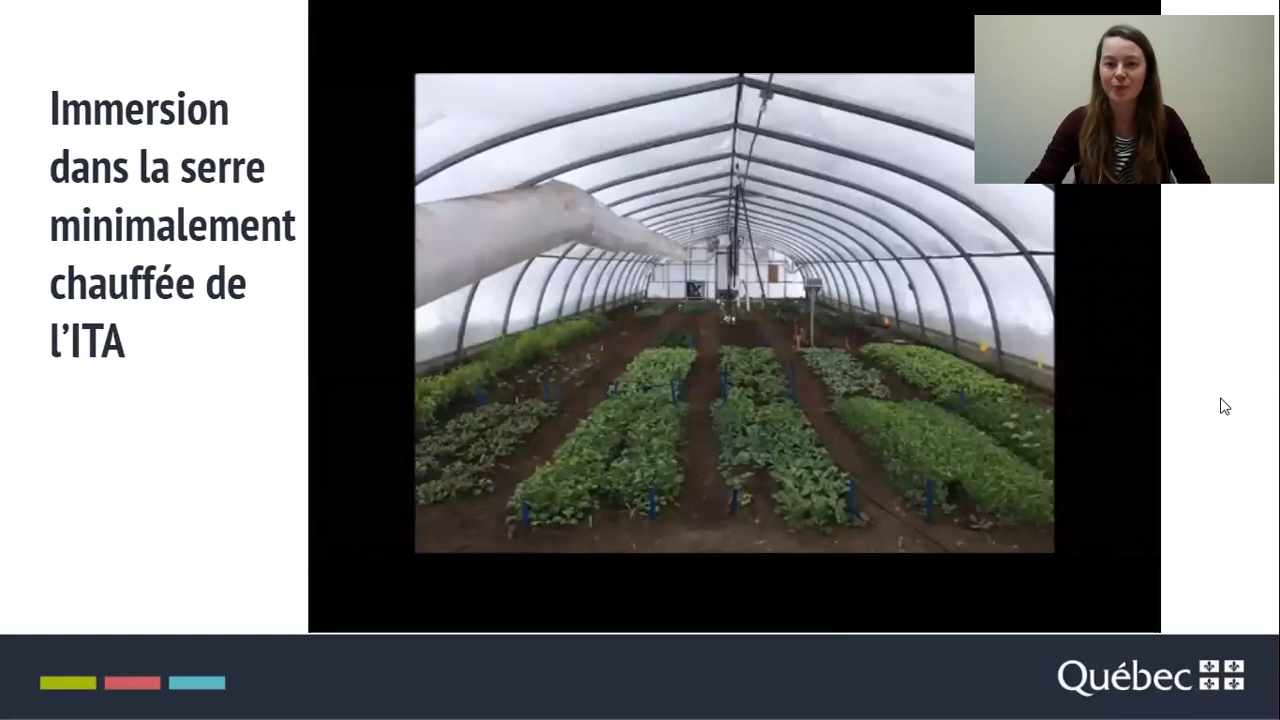 Immersion
dans la serre
minimalement
chauffée de
l’ITA
Québec